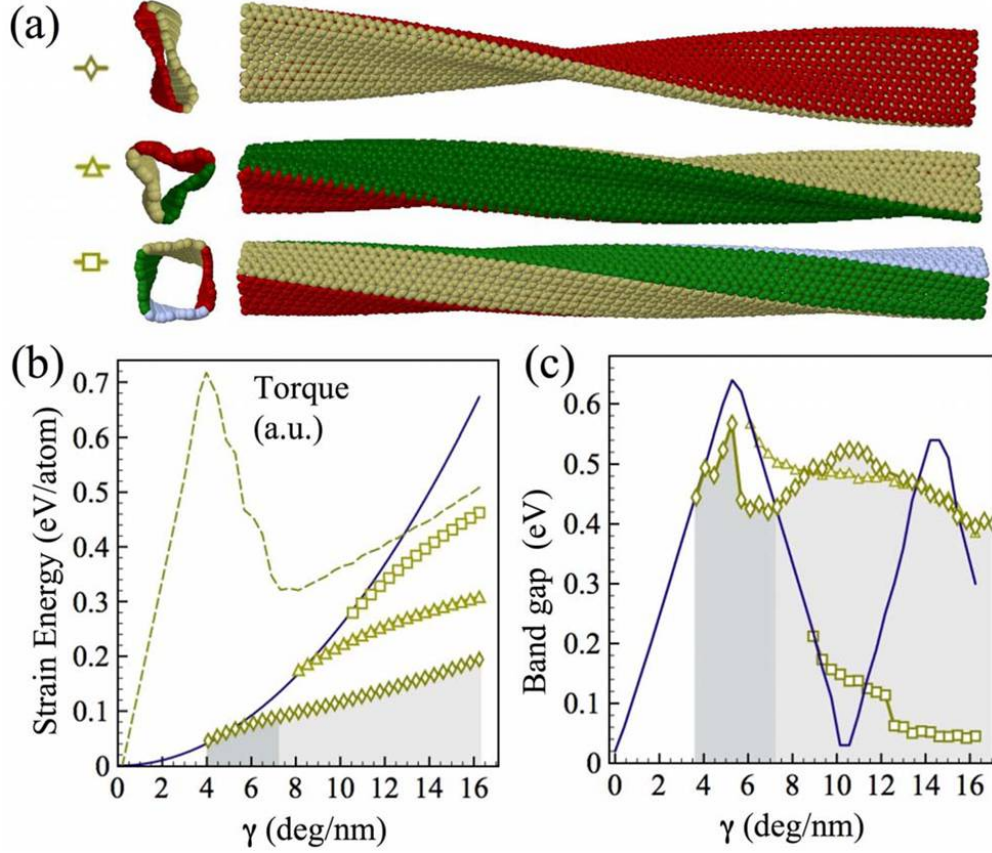 (a)
(b)
Torque
(a.u.)
Strain Energy (eV/atom)
0.7
0.6
0.5
0.4
0.3
0.2
0.1
0
0 2 4 6 8 10 12 14 16
γ (deg/nm)
(c)
Band gap (eV)
0.6
0.5
0.4
0.3
0.2
0.1
0
0 2 4 6 8 10 12 14 16
γ (deg/nm)